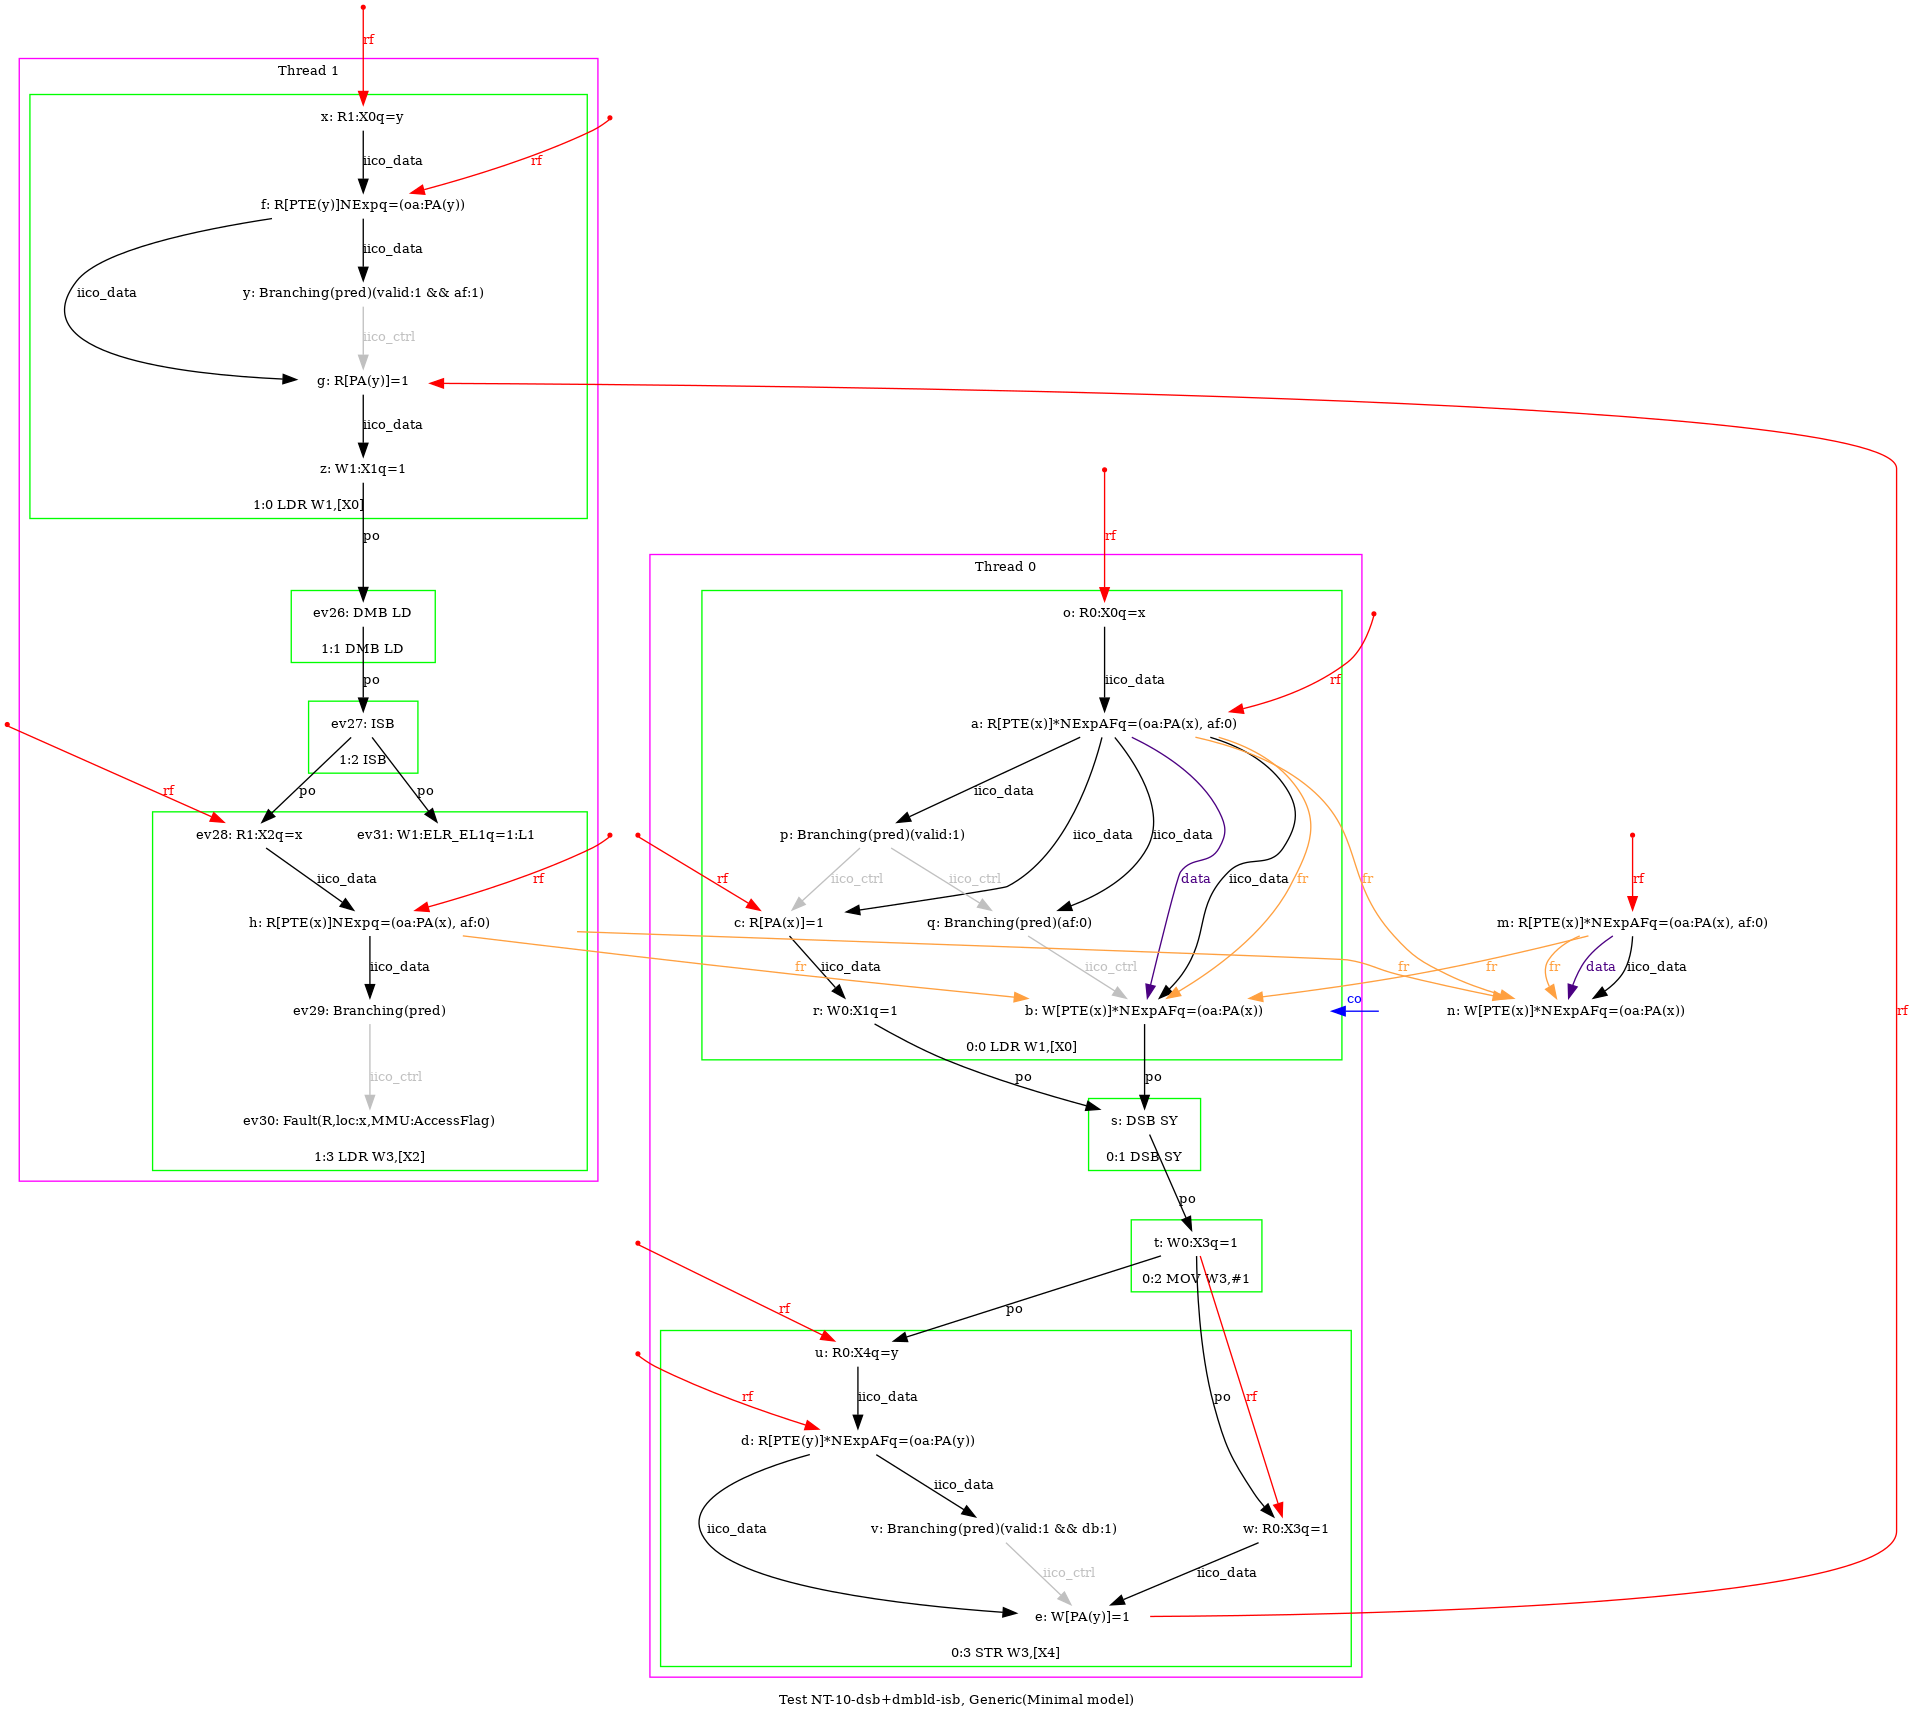 rf
Thread 1
x: R1:X0q=y
iico_data
rf
f: R[PTE(y)]NExpq=(oa:PA(y))
iico_data
iico_data
y: Branching(pred)(valid:1 && af:1)
iico_ctrl
g: R[PA(y)]=1
iico_data
z: W1:X1q=1
1:0 LDR W1,[X0]
po
ev26: DMB LD
1:1 DMB LD
po
ev27: ISB
1:2 ISB
rf
po
po
ev28: R1:X2q=x
ev31: W1:ELR_EL1q=1:L1
iico_data
rf
h: R[PTE(x)]NExpq=(oa:PA(x), af:0)
iico_data
fr
fr
ev29: Branching(pred)
iico_ctrl
ev30: Fault(R,loc:x,MMU:AccessFlag)
1:3 LDR W3,[X2]
rf
Thread 0
o: R0:X0q=x
iico_data
rf
a: R[PTE(x)]*NExpAFq=(oa:PA(x), af:0)
iico_data
p: Branching(pred)(valid:1)
iico_data
iico_data
rf
iico_ctrl
iico_ctrl
data
iico_data
fr
fr
c: R[PA(x)]=1
q: Branching(pred)(af:0)
iico_data
iico_ctrl
r: W0:X1q=1
b: W[PTE(x)]*NExpAFq=(oa:PA(x))
0:0 LDR W1,[X0]
rf
m: R[PTE(x)]*NExpAFq=(oa:PA(x), af:0)
fr
fr
data
iico_data
co
n: W[PTE(x)]*NExpAFq=(oa:PA(x))
rf
po
po
s: DSB SY
0:1 DSB SY
po
t: W0:X3q=1
0:2 MOV W3,#1
rf
po
u: R0:X4q=y
rf
iico_data
po
rf
d: R[PTE(y)]*NExpAFq=(oa:PA(y))
iico_data
iico_data
v: Branching(pred)(valid:1 && db:1)
w: R0:X3q=1
iico_ctrl
iico_data
e: W[PA(y)]=1
0:3 STR W3,[X4]
Test NT-10-dsb+dmbld-isb, Generic(Minimal model)